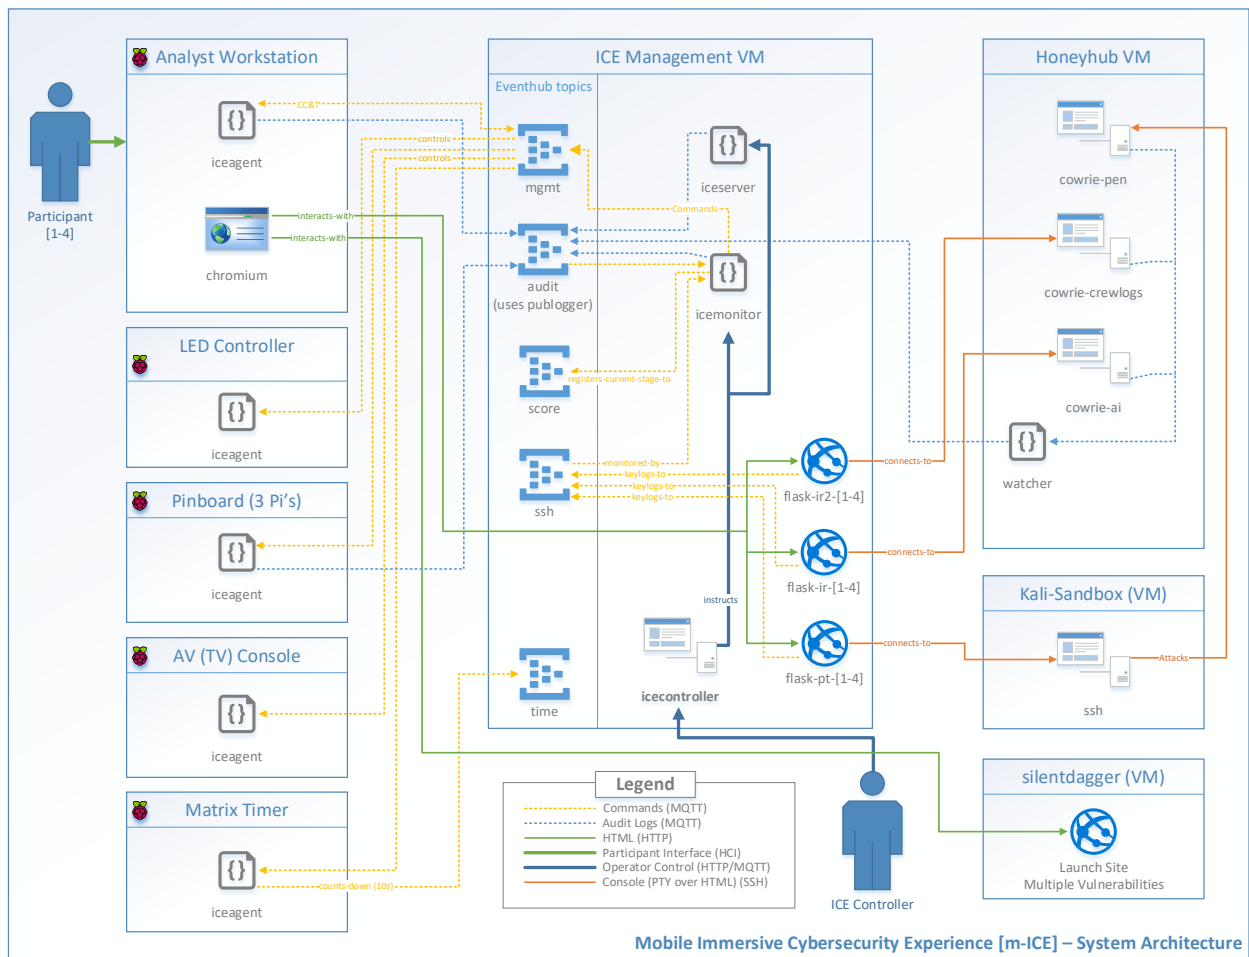 Analyst Workstation
iceagent
chromium
Participant
[1-4]
LED Controller
iceagent
Pinboard (3 Pi's)
iceagent
AV (TV) Console
iceagent
Matrix Timer
iceagent
CC&T
controls
controls
interacts-with
interacts-with
counts-down (10s)
ICE Management VM
Eventhub topics
mgmt
audit
(uses publogger)
score
ssh
time
iceserver
Commands
icemonitor
registers-current-stage-to
monitored-by
keylogs-to
keylogs-to
keylogs-to
flask-ir2-[1-4]
flask-ir-[1-4]
flask-pt-[1-4]
instructs
icecontroller
connects-to
connects-to
connects-to
Honeyhub VM
cowrie-pen
cowrie-crewlogs
cowrie-ai
watcher
Kali-Sandbox (VM)
Attacks
ssh
silentdagger (VM)
Launch Site
Multiple Vulnerabilities
Legend
Commands (MQTT)
Audit Logs (MQTT)
HTML (HTTP)
Participant Interface (HCI)
Operator Control (HTTP/MQTT)
Console (PTY over HTML) (SSH)
ICE Controller
Mobile Immersive Cybersecurity Experience [m-ICE] – System Architecture